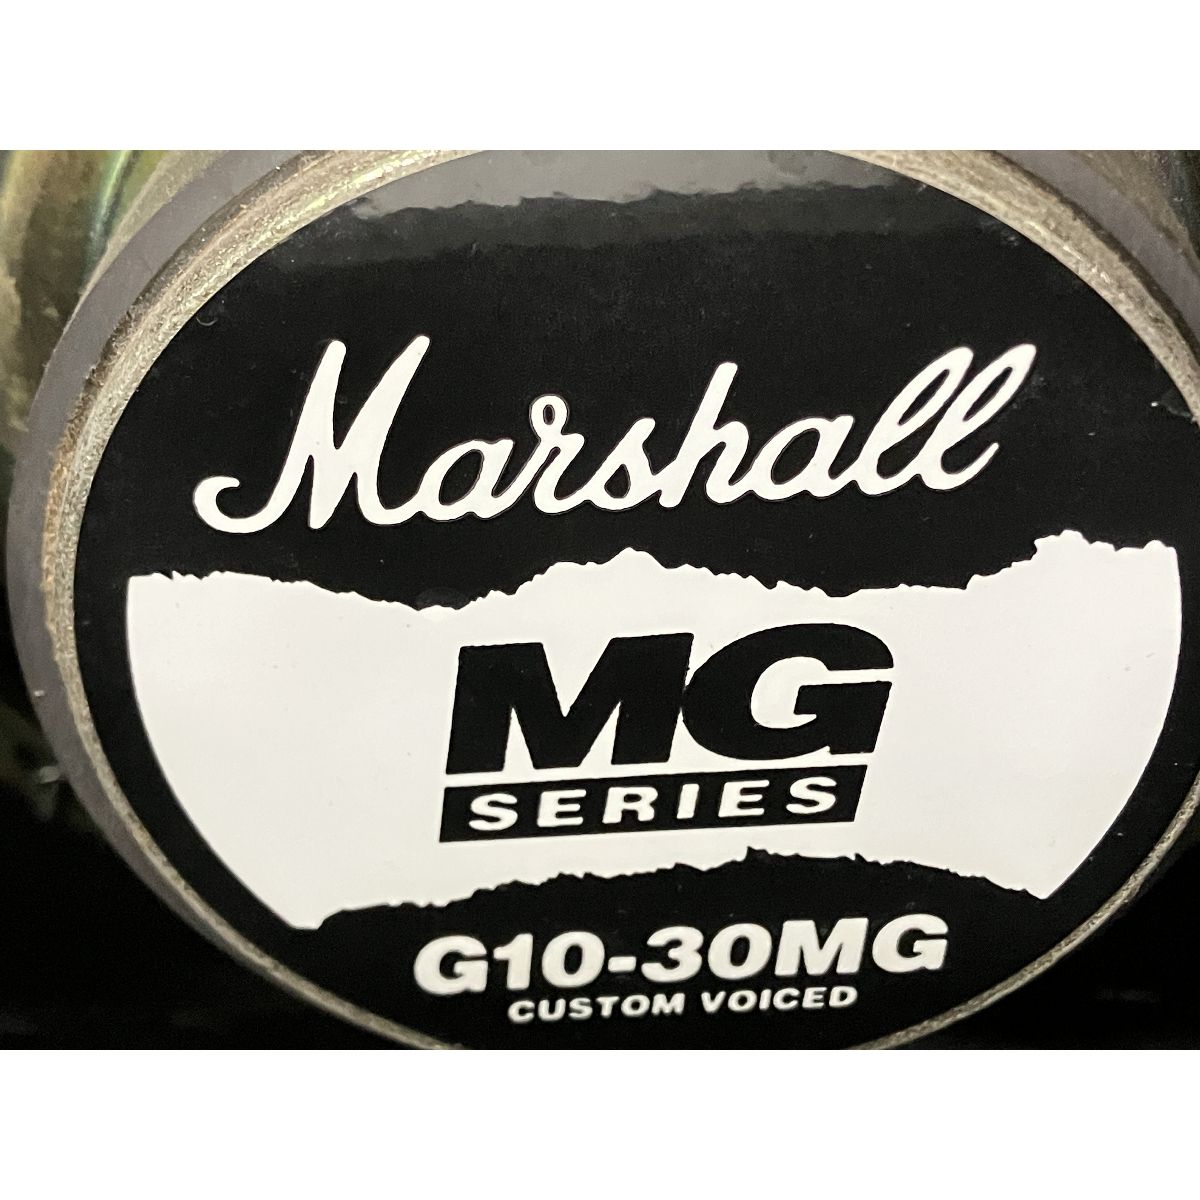 Marshall
MG
SERIES
G10-30MG
CUSTOM VOICED